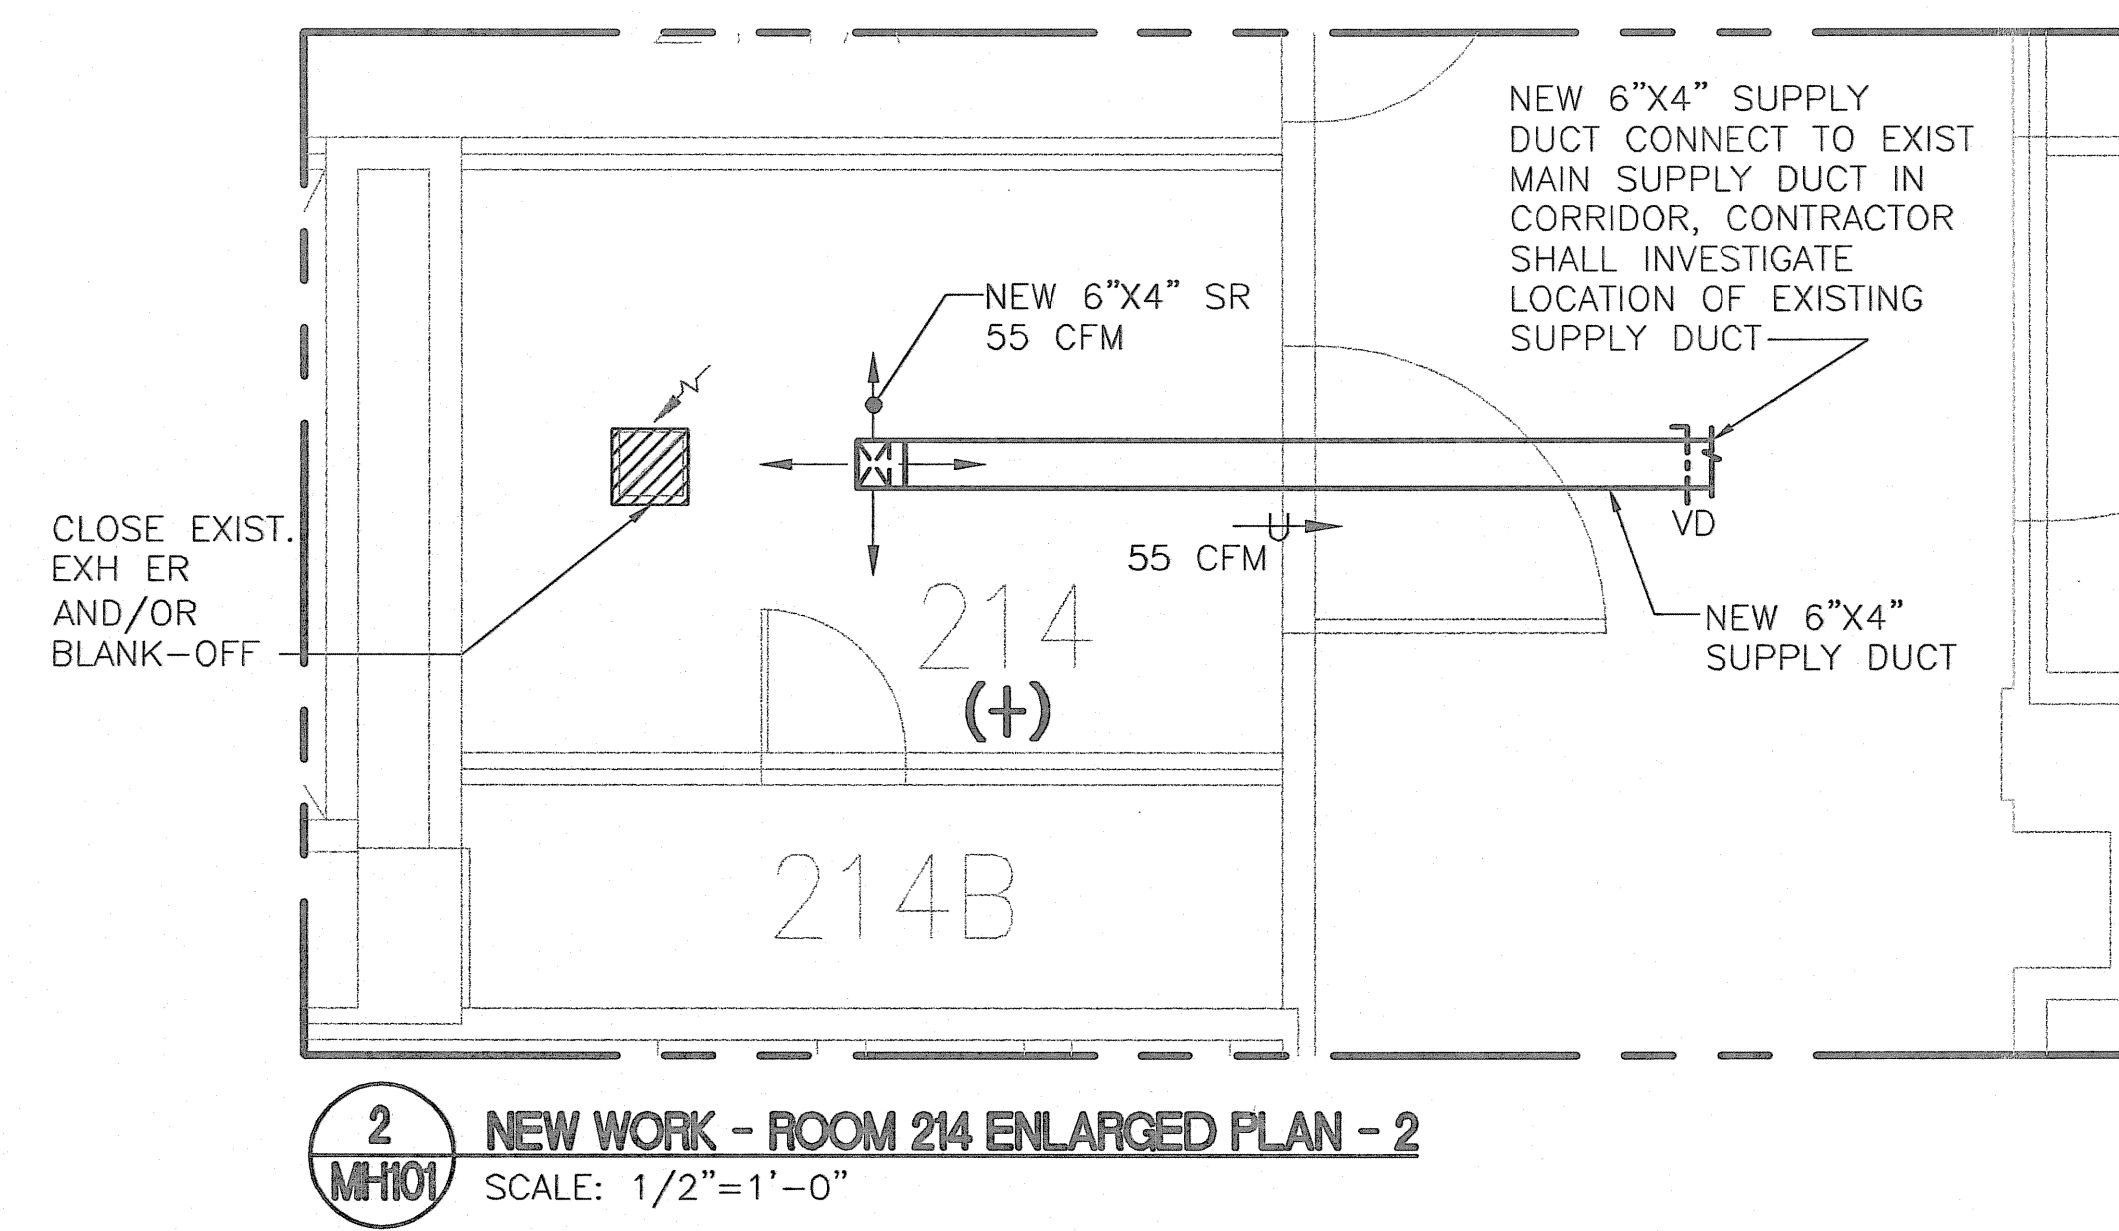 NEW 6”X4” SUPPLY
DUCT CONNECT TO EXIST
MAIN SUPPLY DUCT IN
CORRIDOR, CONTRACTOR
SHALL INVESTIGATE
LOCATION OF EXISTING
SUPPLY DUCT
NEW 6”X4” SR
55 CFM
CLOSE EXIST.
EXH ER
AND/OR
BLANK-OFF
55 CFM
VD
NEW 6”X4”
SUPPLY DUCT
214
(+)
214B
2
MH101
NEW WORK - ROOM 214 ENLARGED PLAN - 2
SCALE: 1/2”=1’-0”